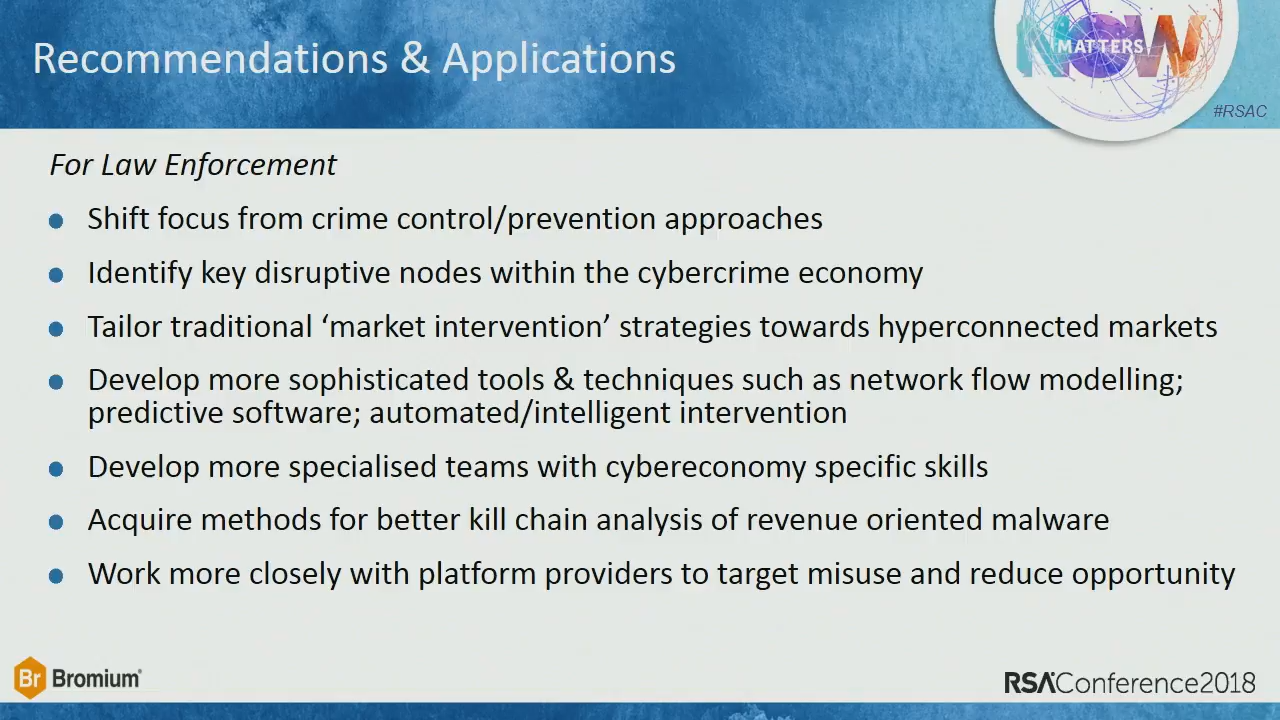 Recommendations & Applications
NOW
MATTERS
#RSAC
For Law Enforcement
Shift focus from crime control/prevention approaches
Identify key disruptive nodes within the cybercrime economy
Tailor traditional ‘market intervention’ strategies towards hyperconnected markets
Develop more sophisticated tools & techniques such as network flow modelling;
predictive software; automated/intelligent intervention
Develop more specialised teams with cybereconomy specific skills
Acquire methods for better kill chain analysis of revenue oriented malware
Work more closely with platform providers to target misuse and reduce opportunity
Br Bromium®
RSAConference2018